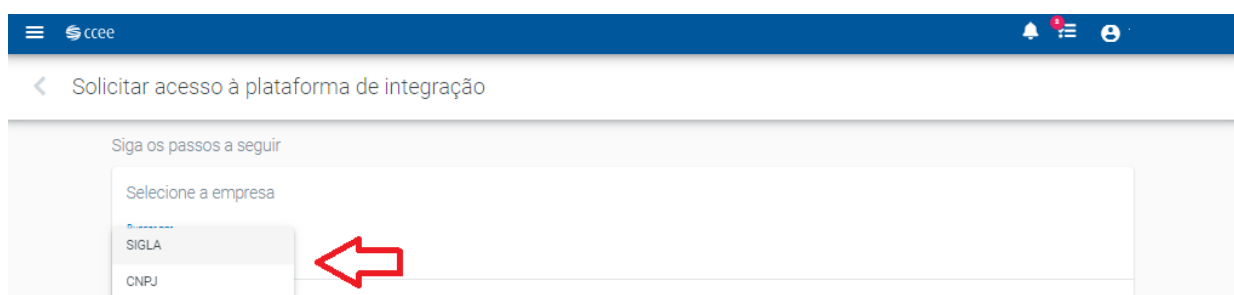 ccee
Solicitar acesso à plataforma de integração
Siga os passos a seguir
Selecione a empresa
SIGLA
CNPJ